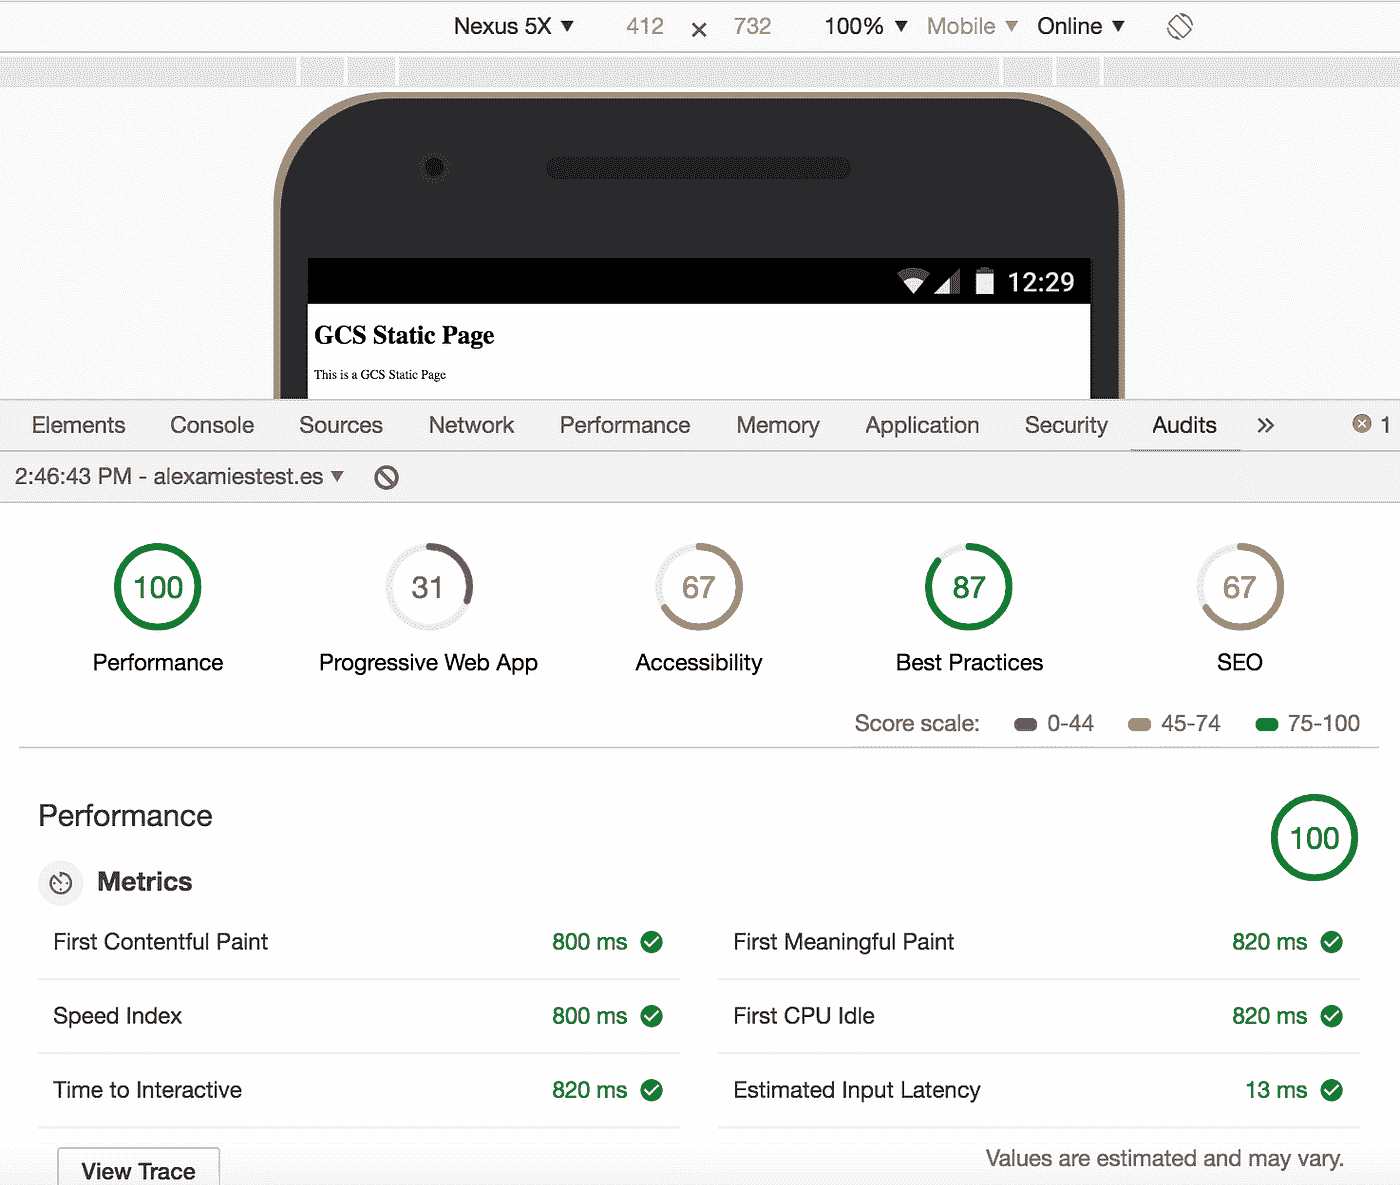 Nexus 5X ▼ 412 × 732 100% ▼ Mobile ▼ Online ▼
12:29
GCS Static Page
This is a GCS Static Page
Elements Console Sources Network Performance Memory Application Security Audits » 1
2:46:43 PM - alexamiestest.es ▼
100 31 67 87 67
Performance Progressive Web App Accessibility Best Practices SEO
Score scale: 0-44 45-74 75-100
Performance 100
Metrics
First Contentful Paint 800 ms First Meaningful Paint 820 ms
Speed Index 800 ms First CPU Idle 820 ms
Time to Interactive 820 ms Estimated Input Latency 13 ms
View Trace Values are estimated and may vary.